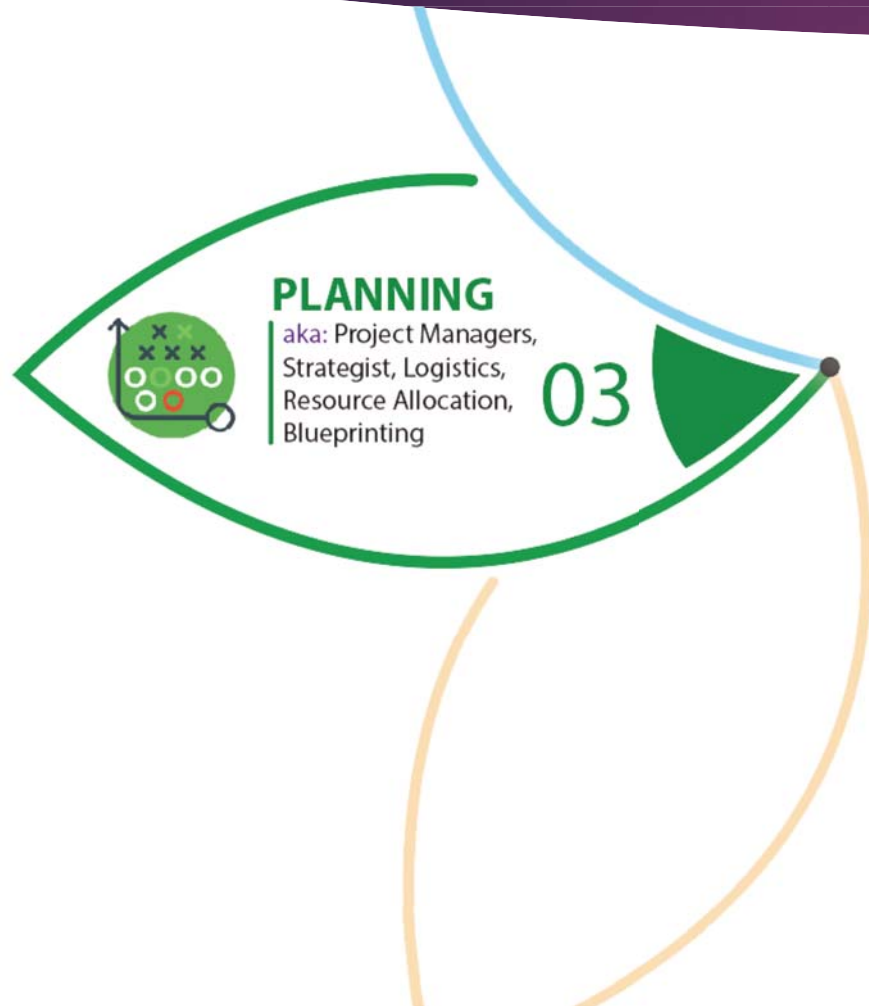 PLANNING
aka: Project Managers,
Strategist, Logistics,
Resource Allocation,
Blueprinting
03